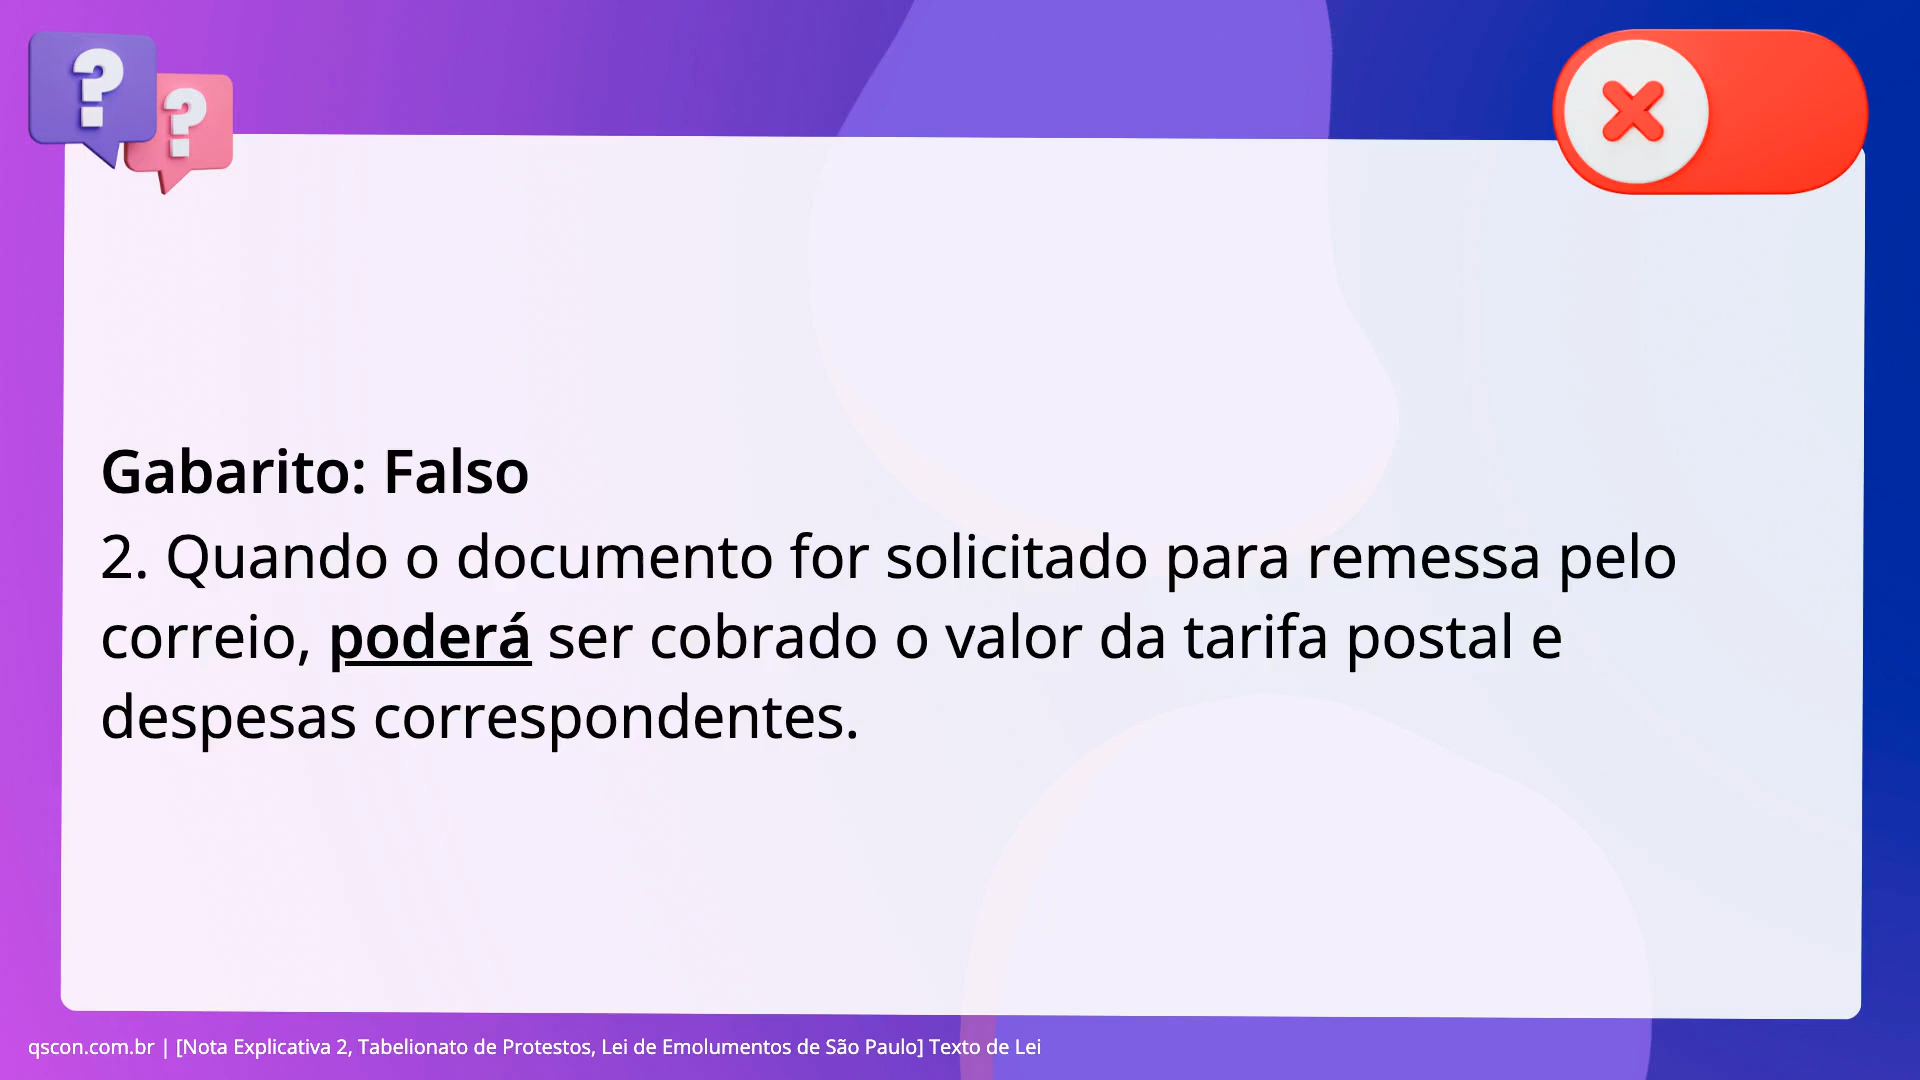 Gabarito: Falso
2. Quando o documento for solicitado para remessa pelo
correio, poderá ser cobrado o valor da tarifa postal e
despesas correspondentes.
qscon.com.br | [Nota Explicativa 2, Tabelionato de Protestos, Lei de Emolumentos de São Paulo] Texto de Lei